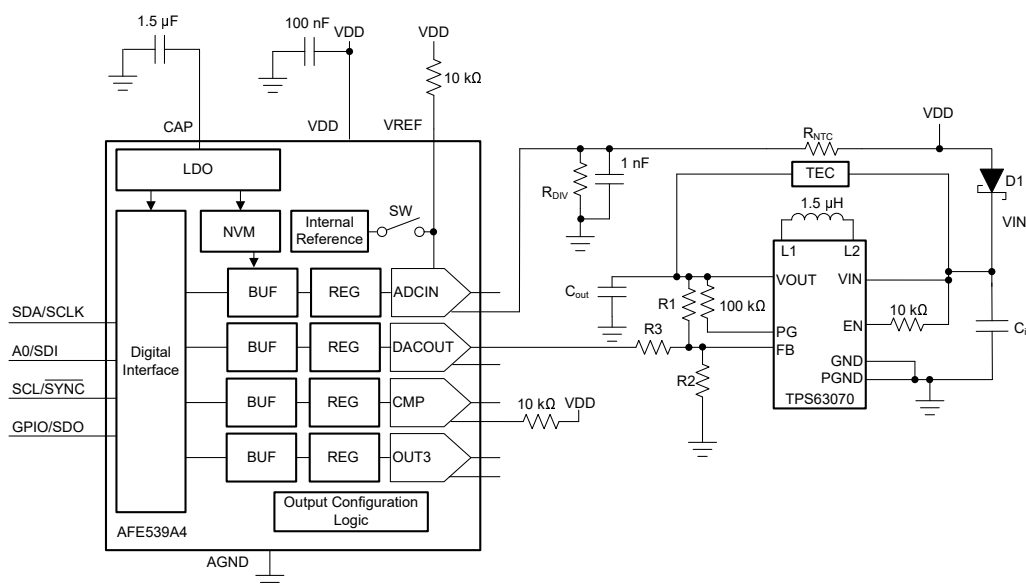 1.5 µF
100 nF
VDD
VDD
10 kΩ
CAP
VDD
VREF
LDO
NVM
Internal
Reference
SW
BUF
REG
ADCIN
BUF
REG
DACOUT
BUF
REG
CMP
BUF
REG
OUT3
Digital
Interface
SDA/SCLK
A0/SDI
SCL/SYNC
GPIO/SDO
Output Configuration
Logic
AFE539A4
AGND
10 kΩ
VDD
RDIV
1 nF
RNTC
VDD
TEC
D1
1.5 µH
VIN
L1
L2
VOUT
VIN
Cout
R1
100 kΩ
PG
EN
10 kΩ
Ci
R3
FB
GND
R2
PGND
TPS63070